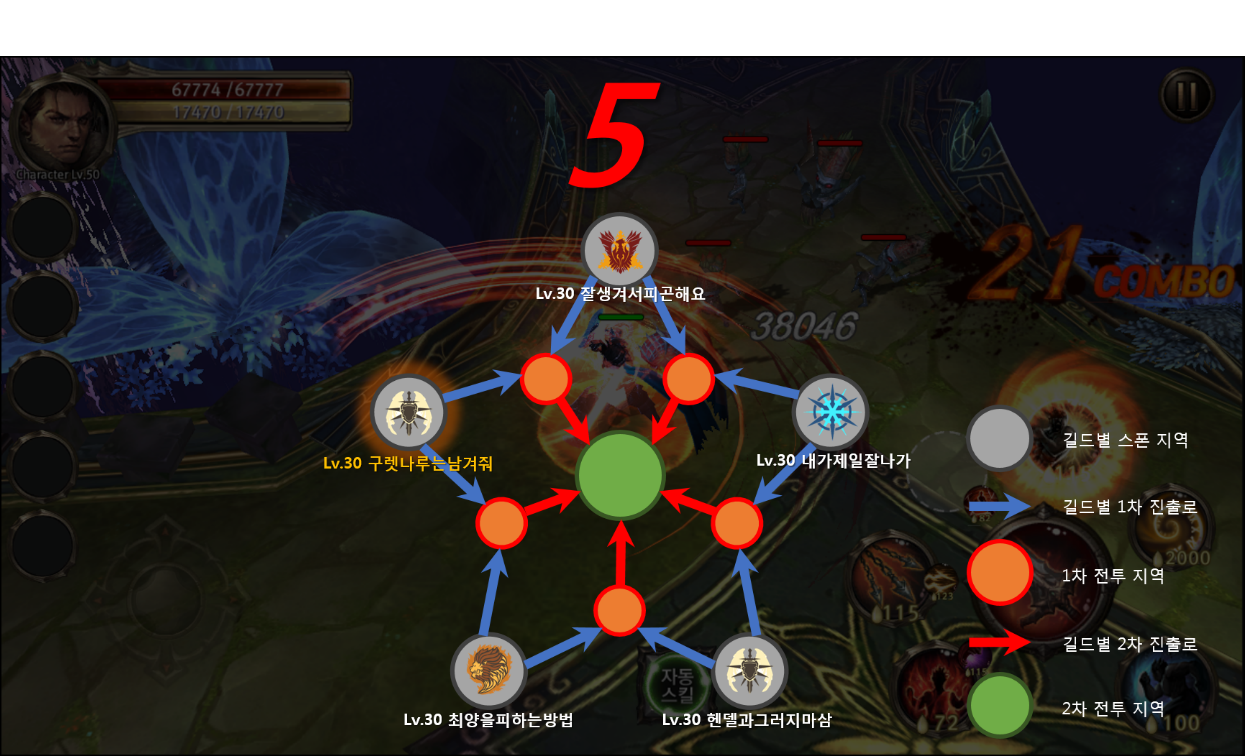 67774 /67777
17470 / 17470
Character Lv.50
5
21 COMBO
38046
Lv.30 잘생겨서피곤해요
Lv.30 구렛나루는남겨줘
Lv.30 내가제일잘나가
Lv.30 최양을피하는방법
Lv.30 헨델과그러지마삼
길드별 스폰 지역
길드별 1차 진출로
1차 전투 지역
길드별 2차 진출로
2차 전투 지역
82
2000
123
115
115
자동
스킬
72
100